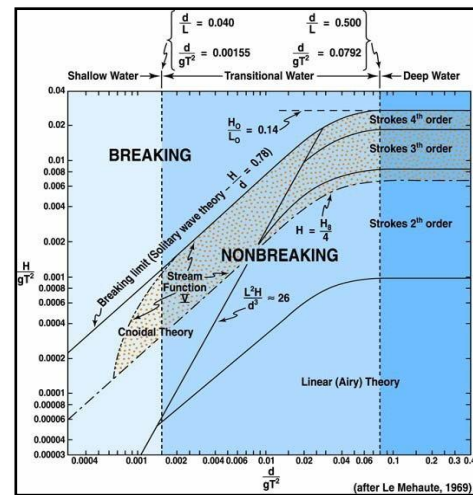 d/L = 0.040
d/gT² = 0.00155
d/L = 0.500
d/gT² = 0.0792
Shallow Water
Transitional Water
Deep Water
0.04
0.02
0.01
0.008
0.006
0.004
0.002
0.001
0.0008
0.0006
0.0004
0.0002
0.0001
0.00008
0.00006
0.00004
0.00003
H/gT²
BREAKING
H₀/L₀ = 0.14
Strokes 4th order
Strokes 3th order
Strokes 2th order
Breaking limit (Solitary wave theory - H/d = 0.78)
H = H₈/4
NONBREAKING
Stream
Function
V
L²H/d³ ≈ 26
Cnoidal Theory
Linear (Airy) Theory
0.0004
0.001
0.002
0.004
0.006
0.01
0.02
0.04
0.06
0.1
0.2
0.3
0.4
d/gT²
(after Le Mehaute, 1969)